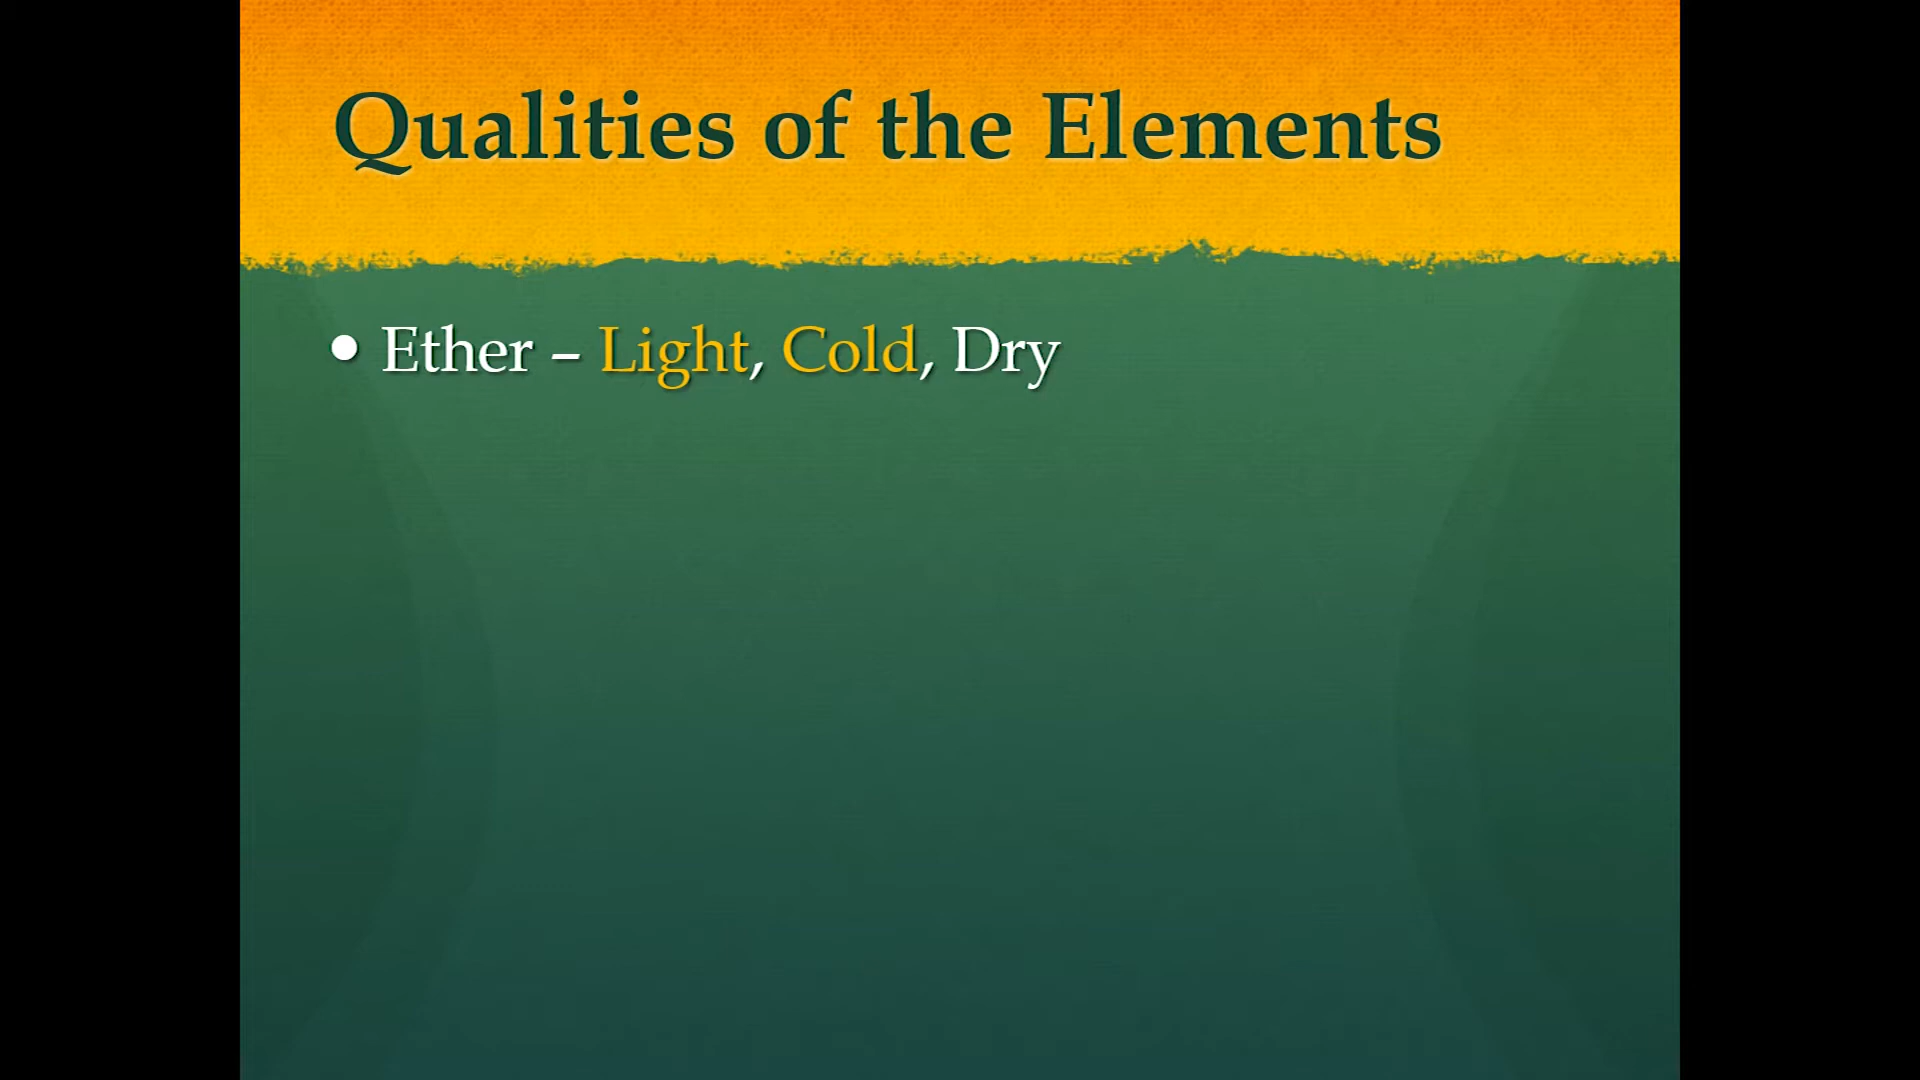 Qualities of the Elements
• Ether – Light, Cold, Dry